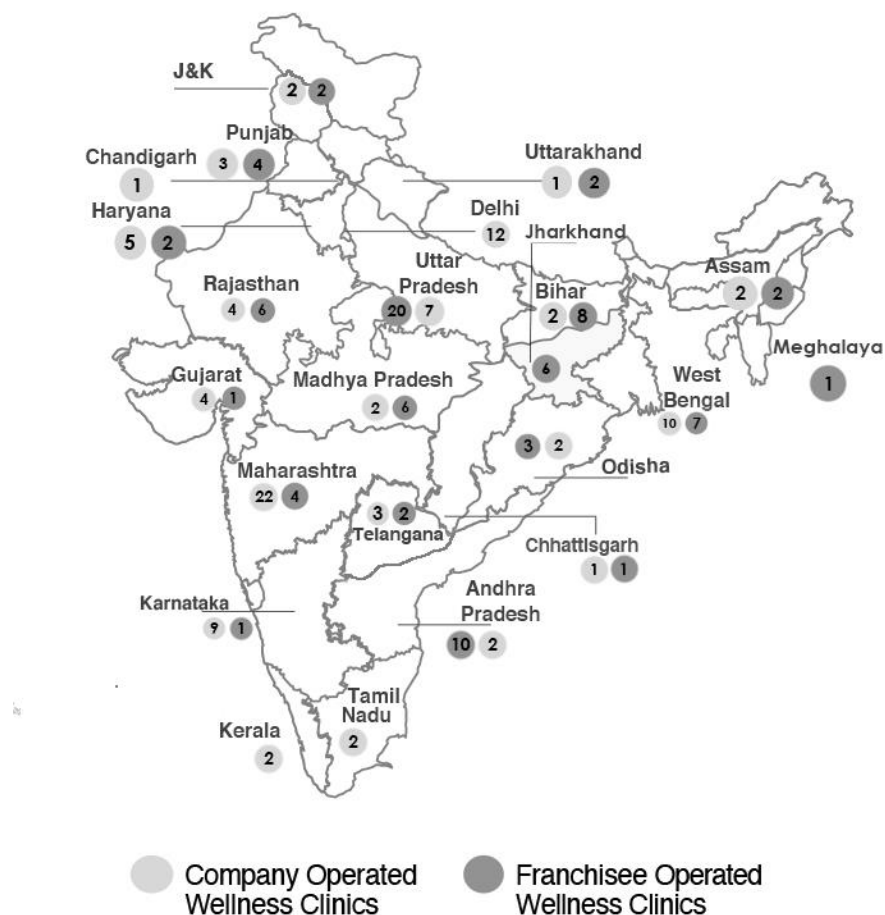 J&K
2 2
Punjab
3 4
Chandigarh
1
Uttarakhand
1 2
Haryana
5 2
Delhi
12
Jharkhand
6
Uttar
Pradesh
20 7
Rajasthan
4 6
Bihar
2 8
Assam
2 2
Meghalaya
1
Gujarat
4 1
Madhya Pradesh
2 6
West
Bengal
10 7
3 2
Odisha
Maharashtra
22 4
3 2
Telangana
Chhattisgarh
1 1
Karnataka
9 1
Andhra
Pradesh
10 2
Tamil
Nadu
2
Kerala
2
Company Operated
Wellness Clinics
Franchisee Operated
Wellness Clinics